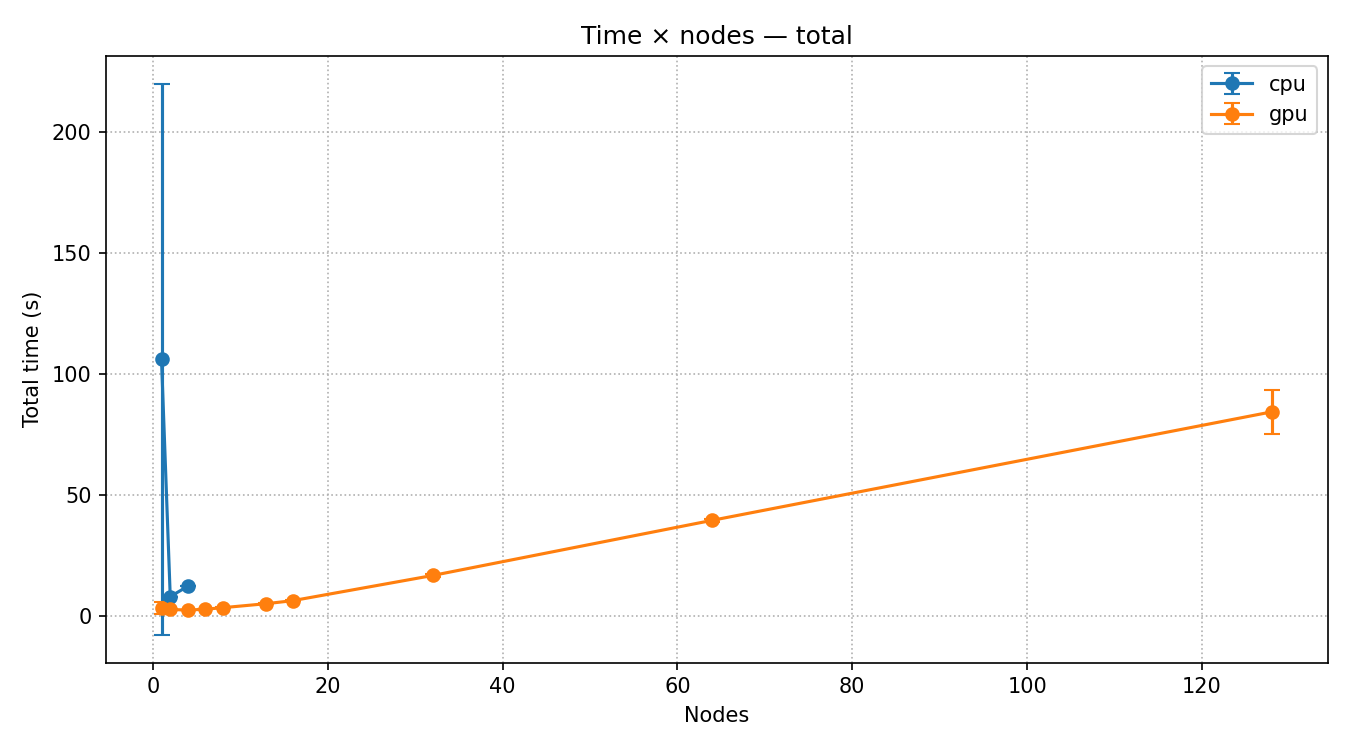 Time × nodes — total
cpu
gpu
200
150
100
50
0
Total time (s)
0 20 40 60 80 100 120
Nodes